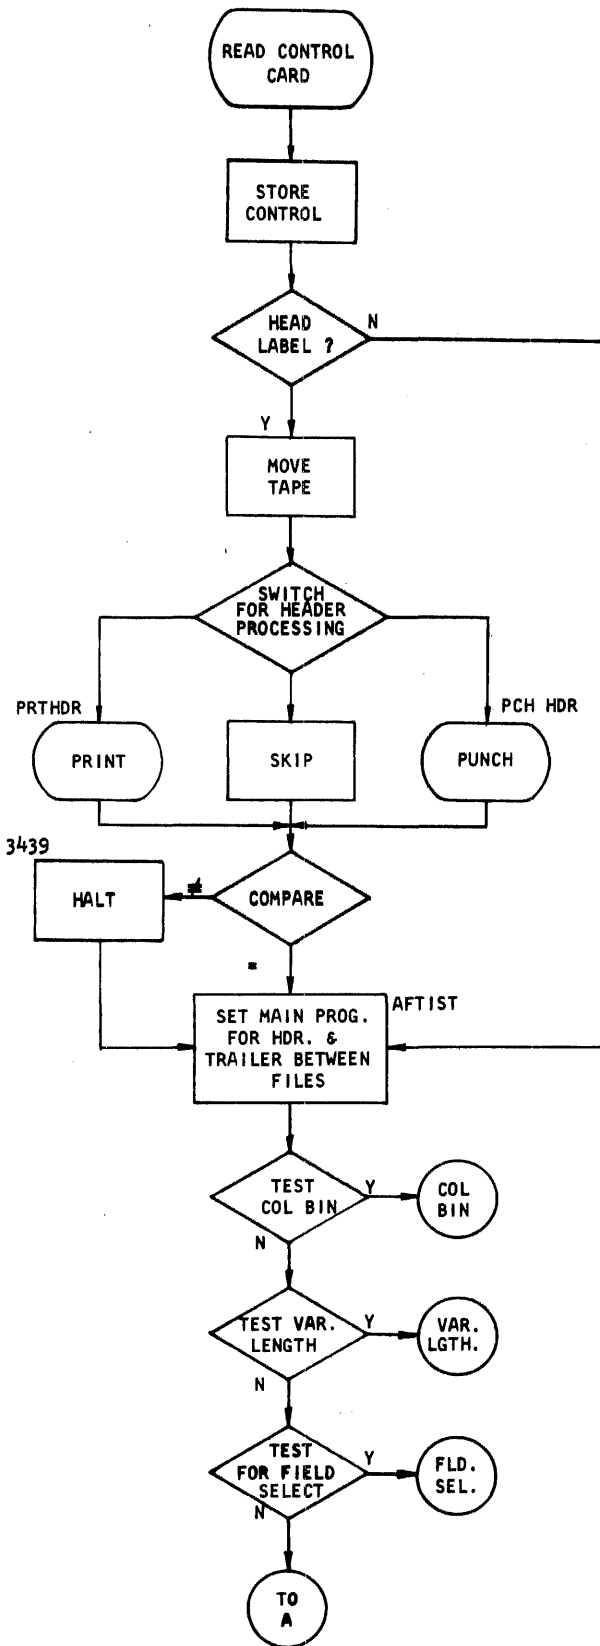 READ CONTROL
CARD
STORE
CONTROL
HEAD
LABEL ?
N
Y
MOVE
TAPE
SWITCH
FOR HEADER
PROCESSING
PRTHDR
PCH HDR
PRINT
SKIP
PUNCH
3439
HALT
≠
COMPARE
=
SET MAIN PROG.
FOR HDR. &
TRAILER BETWEEN
FILES
AFTIST
TEST
COL BIN
Y
COL
BIN
N
TEST VAR.
LENGTH
Y
VAR.
LGTH.
N
TEST
FOR FIELD
SELECT
Y
FLD.
SEL.
N
TO
A